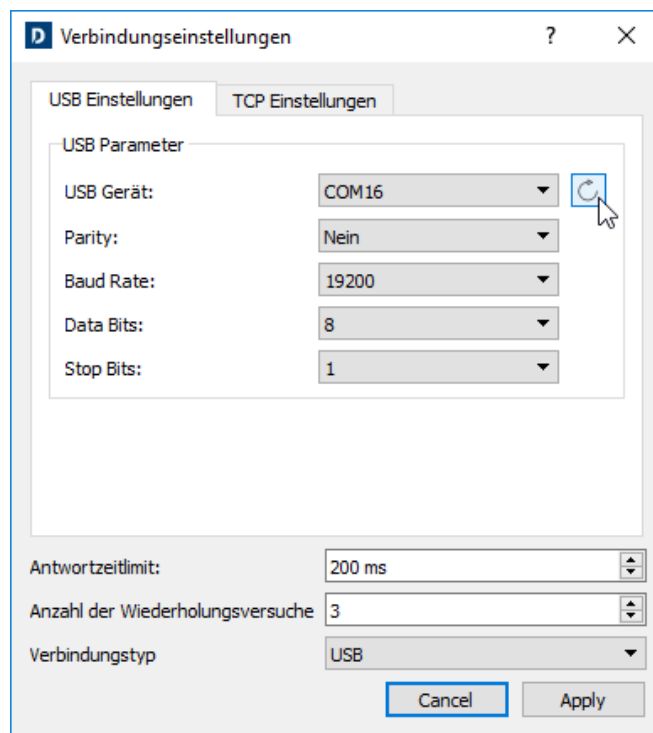 D Verbindungseinstellungen ?
USB Einstellungen TCP Einstellungen
USB Parameter
USB Gerät: COM16
Parity: Nein
Baud Rate: 19200
Data Bits: 8
Stop Bits: 1
Antwortzeitlimit: 200 ms
Anzahl der Wiederholungsversuche 3
Verbindungstyp USB
Cancel Apply